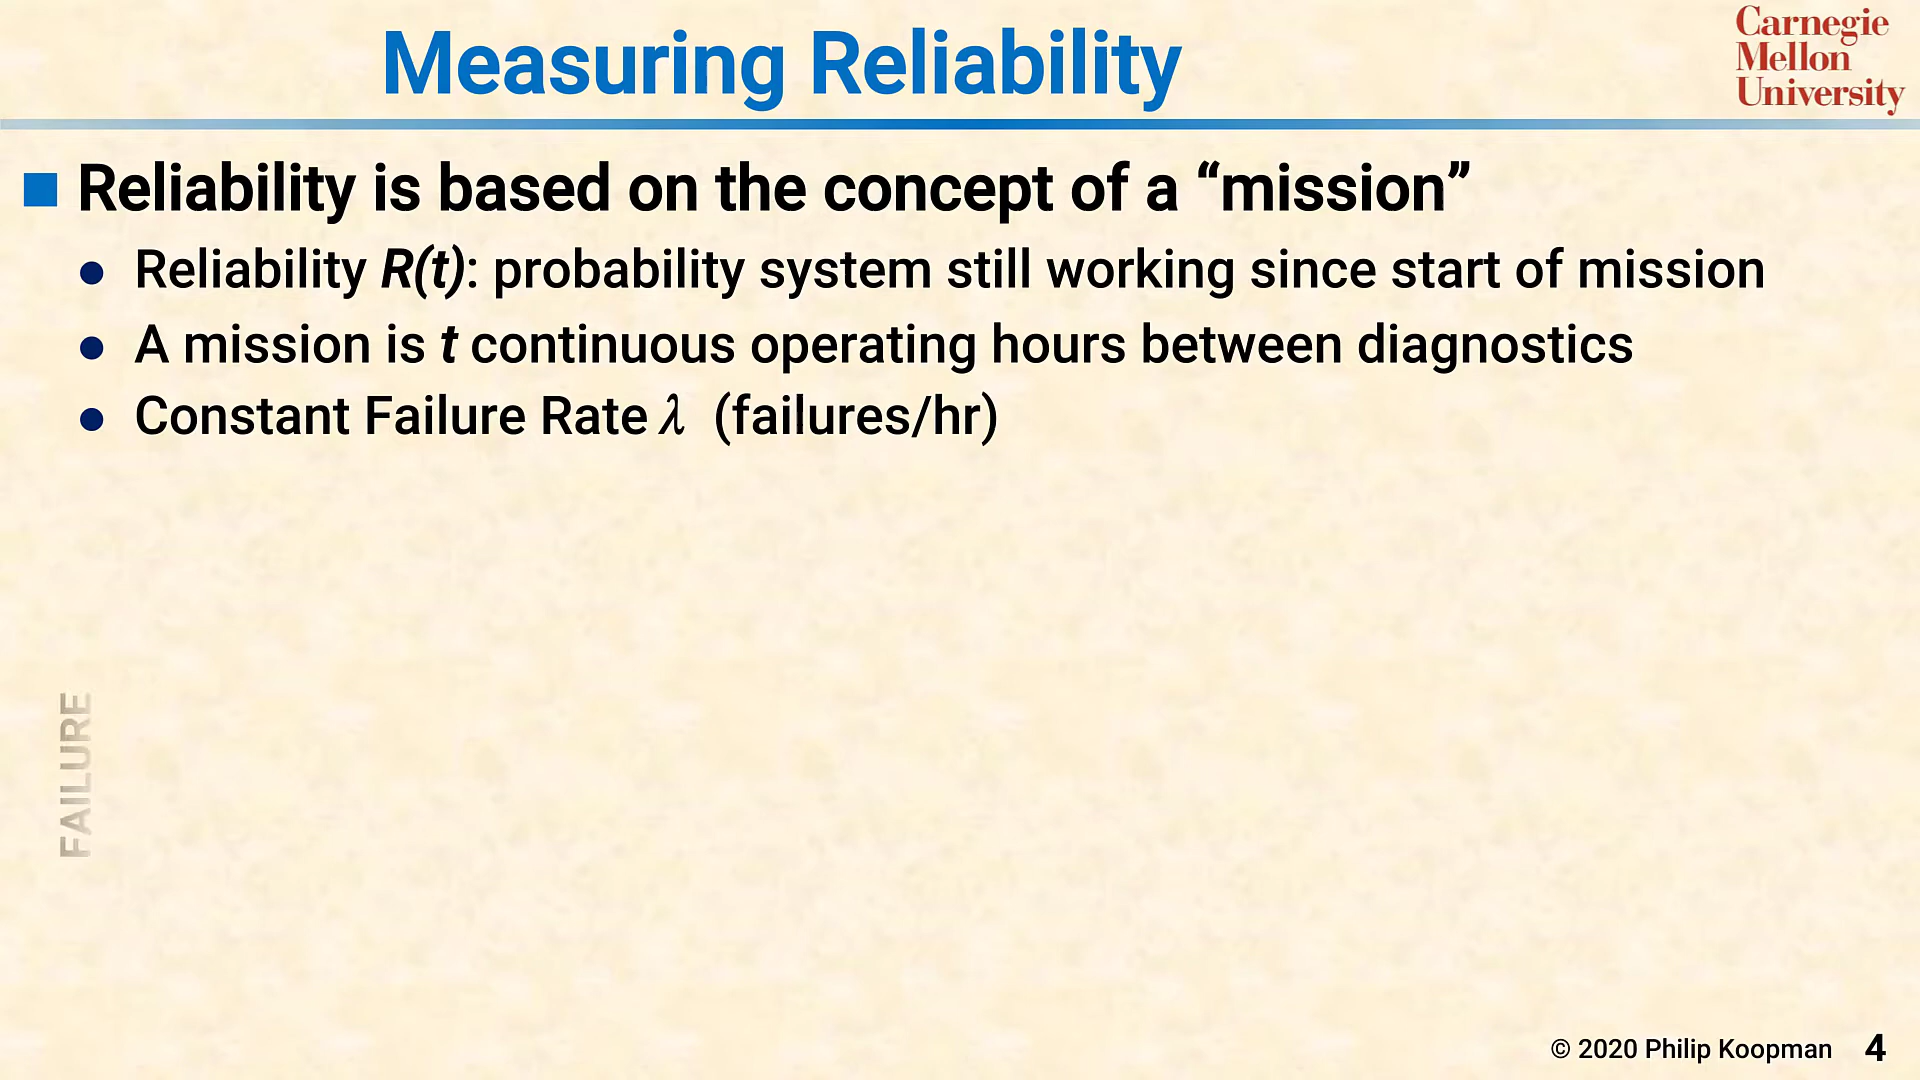 Measuring Reliability
Carnegie
Mellon
University
Reliability is based on the concept of a “mission”
Reliability R(t): probability system still working since start of mission
A mission is t continuous operating hours between diagnostics
Constant Failure Rate λ (failures/hr)
FAILURE
© 2020 Philip Koopman 4